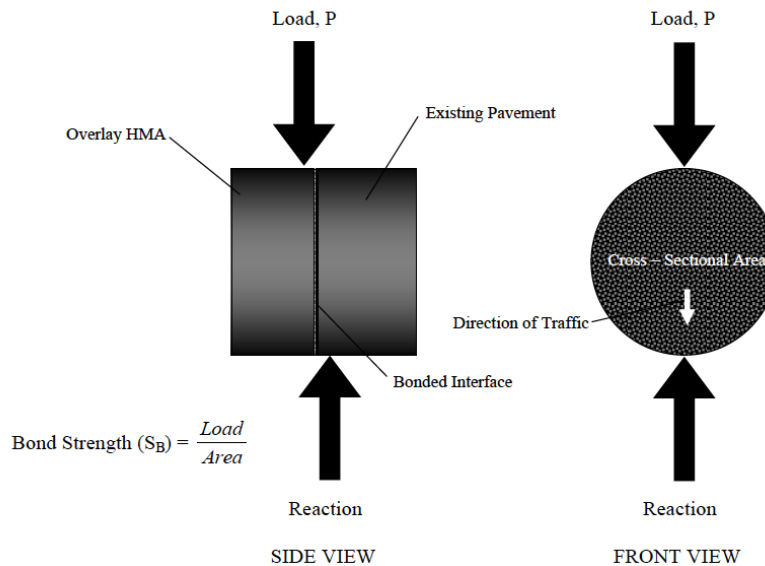 Load, P
Load, P
Overlay HMA
Existing Pavement
Cross – Sectional Area
Direction of Traffic
Bonded Interface
Bond Strength (S_B) = Load
Area
Reaction
Reaction
SIDE VIEW
FRONT VIEW